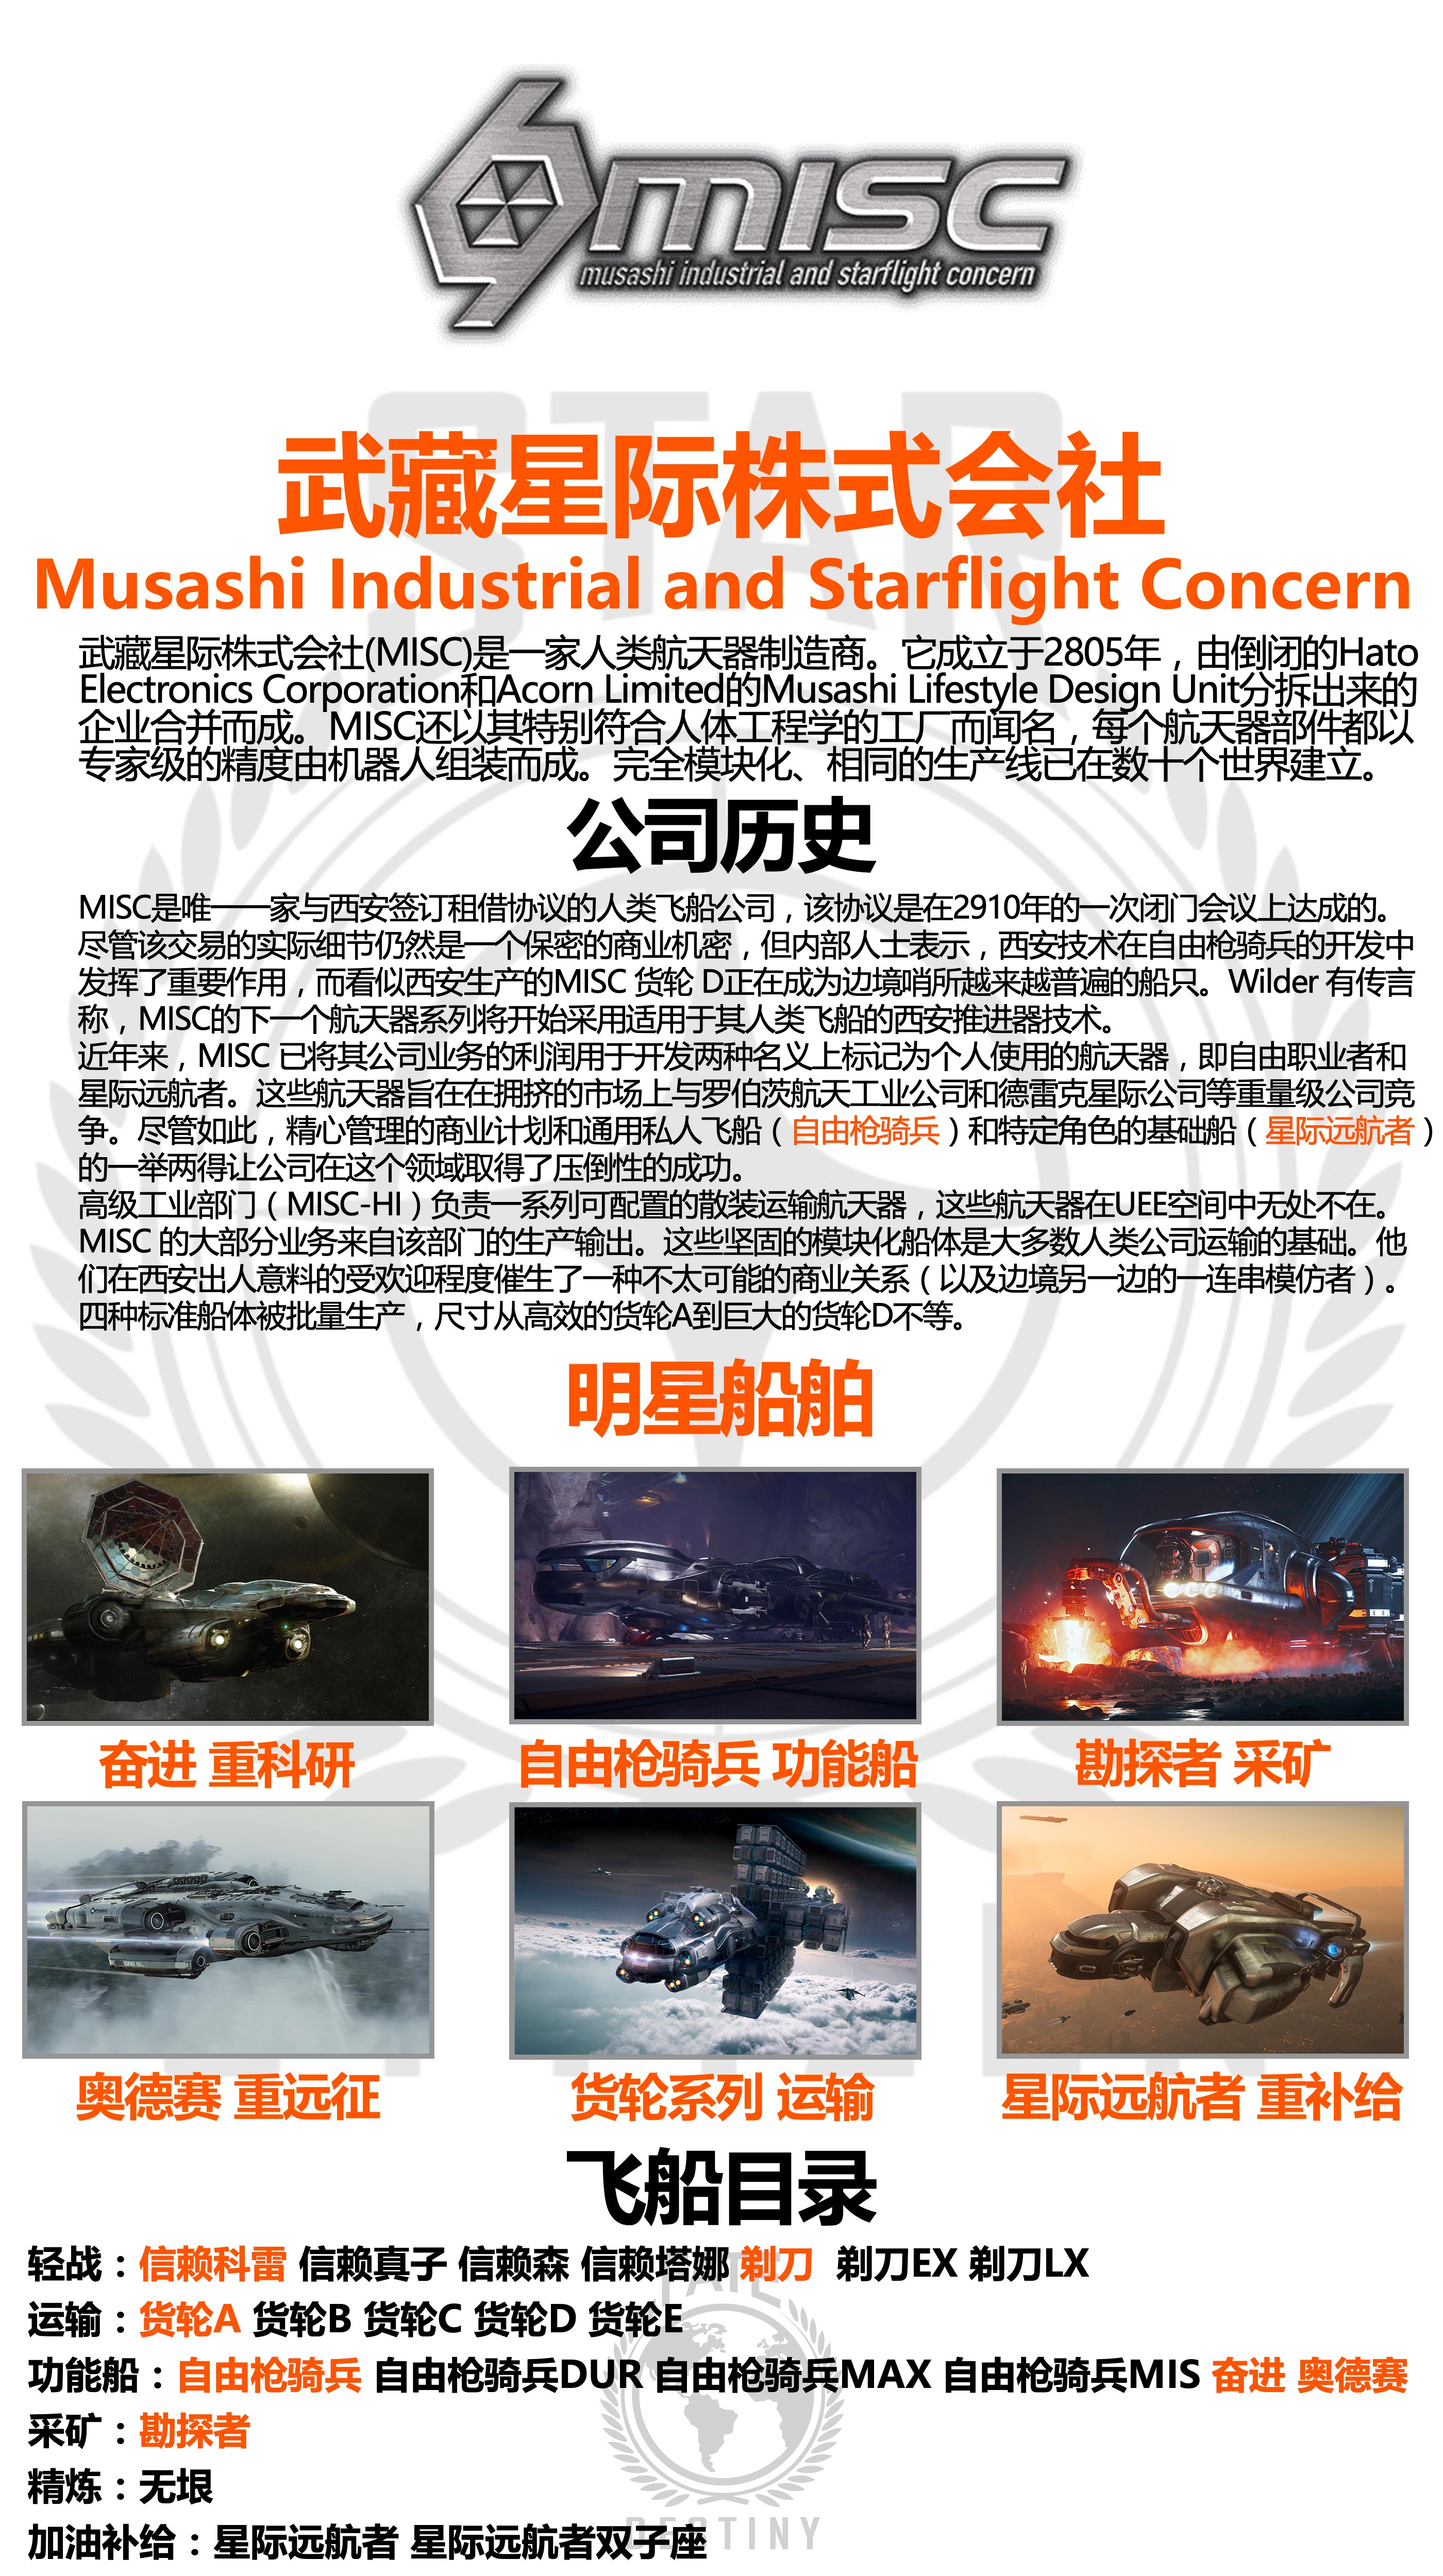 misc
musashi industrial and starflight concern
STAR
武藏星际株式会社
Musashi Industrial and Starflight Concern
武藏星际株式会社(MISC)是一家人类航天器制造商。它成立于2805年，由倒闭的Hato
Electronics Corporation和Acorn Limited的Musashi Lifestyle Design Unit分拆出来的
企业合并而成。MISC还以其特别符合人体工程学的工厂而闻名，每个航天器部件都以
专家级的精度由机器人组装而成。完全模块化、相同的生产线已在数十个世界建立。
公司历史
MISC是唯一一家与西安签订租借协议的人类飞船公司，该协议是在2910年的一次闭门会议上达成的。
尽管该交易的实际细节仍然是一个保密的商业机密，但内部人士表示，西安技术在自由枪骑兵的开发中
发挥了重要作用，而看似西安生产的MISC 货轮 D正在成为边境哨所越来越普遍的船只。Wilder 有传言
称，MISC的下一个航天器系列将开始采用适用于其人类飞船的西安推进器技术。
近年来，MISC 已将其公司业务的利润用于开发两种名义上标记为个人使用的航天器，即自由职业者和
星际远航者。这些航天器旨在在拥挤的市场上与罗伯茨航天工业公司和德雷克星际公司等重量级公司竞
争。尽管如此，精心管理的商业计划和通用私人飞船（自由枪骑兵）和特定角色的基础船（星际远航者）
的一举两得让公司在这个领域取得了压倒性的成功。
高级工业部门（MISC-HI）负责一系列可配置的散装运输航天器，这些航天器在UEE空间中无处不在。
MISC 的大部分业务来自该部门的生产输出。这些坚固的模块化船体是大多数人类公司运输的基础。他
们在西安出人意料的受欢迎程度催生了一种不太可能的商业关系（以及边境另一边的一连串模仿者）。
四种标准船体被批量生产，尺寸从高效的货轮A到巨大的货轮D不等。
明星船舶
奋进 重科研
自由枪骑兵 功能船
勘探者 采矿
奥德赛 重远征
货轮系列 运输
星际远航者 重补给
飞船目录
轻战：信赖科雷 信赖真子 信赖森 信赖塔娜 剃刀 剃刀EX 剃刀LX
运输：货轮A 货轮B 货轮C 货轮D 货轮E
功能船：自由枪骑兵 自由枪骑兵DUR 自由枪骑兵MAX 自由枪骑兵MIS 奋进 奥德赛
采矿：勘探者
精炼：无垠
加油补给：星际远航者 星际远航者双子座
DESTINY